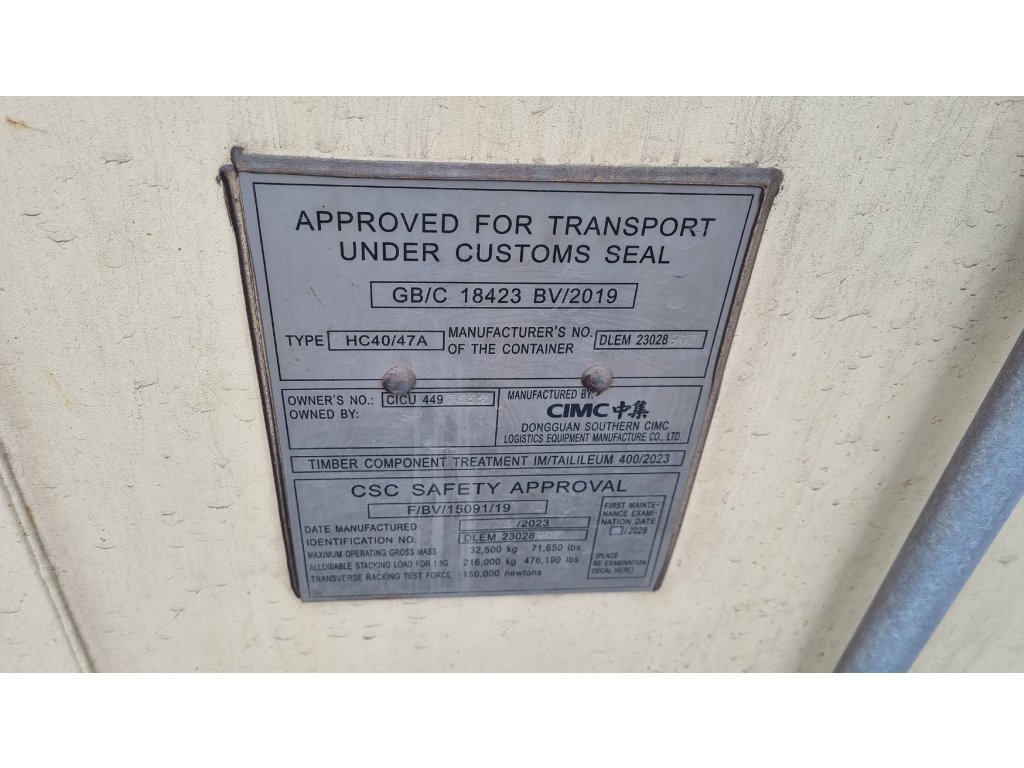 APPROVED FOR TRANSPORT
UNDER CUSTOMS SEAL
GB/C 18423 BV/2019
TYPE HC40/47A MANUFACTURER'S NO. OF THE CONTAINER DLEM 23028
OWNER'S NO.: CICU 449
OWNED BY:
MANUFACTURED BY:
CIMC 中集
DONGGUAN SOUTHERN CIMC
LOGISTICS EQUIPMENT MANUFACTURE CO., LTD.
TIMBER COMPONENT TREATMENT IM/TAILILEUM 400/2023
CSC SAFETY APPROVAL
F/BV/15091/19
DATE MANUFACTURED /2023
IDENTIFICATION NO. DLEM 23028
MAXIMUM OPERATING GROSS MASS 32,500 kg 71,650 lbs
ALLOWABLE STACKING LOAD FOR 1.8G 216,000 kg 476,190 lbs
TRANSVERSE RACKING TEST FORCE 150,000 newtons
FIRST MAINTE-
NANCE EXAMI-
NATION DATE
/2028
(PLACE
RE EXAMINATION
DECAL HERE)